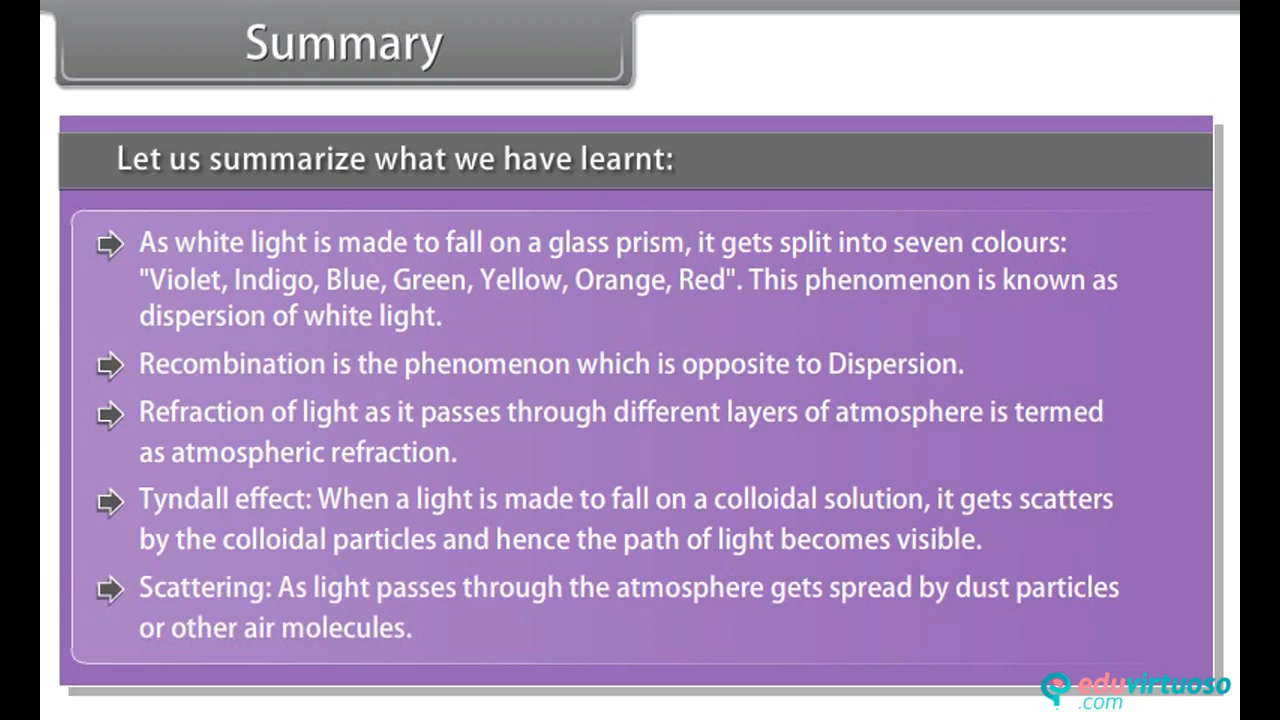 Summary
Let us summarize what we have learnt:
As white light is made to fall on a glass prism, it gets split into seven colours:
"Violet, Indigo, Blue, Green, Yellow, Orange, Red". This phenomenon is known as
dispersion of white light.
Recombination is the phenomenon which is opposite to Dispersion.
Refraction of light as it passes through different layers of atmosphere is termed
as atmospheric refraction.
Tyndall effect: When a light is made to fall on a colloidal solution, it gets scatters
by the colloidal particles and hence the path of light becomes visible.
Scattering: As light passes through the atmosphere gets spread by dust particles
or other air molecules.
eduvirtuoso
.com